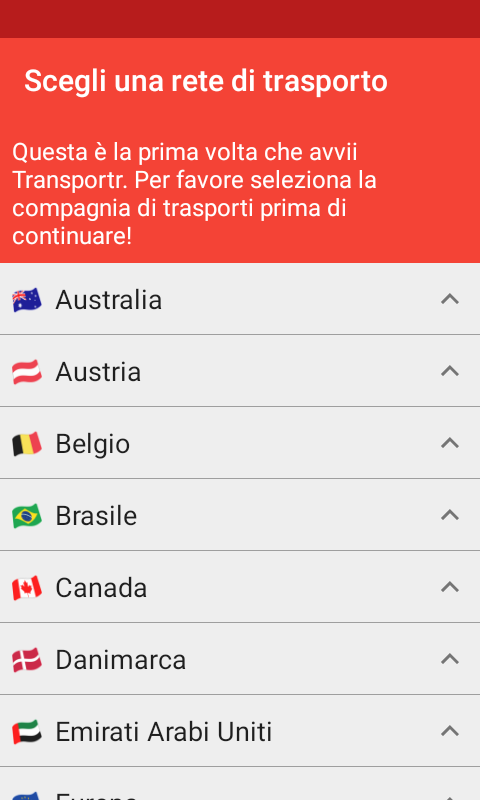 Scegli una rete di trasporto
Questa è la prima volta che avvii
Transportr. Per favore seleziona la
compagnia di trasporti prima di
continuare!
Australia
Austria
Belgio
Brasile
Canada
Danimarca
Emirati Arabi Uniti